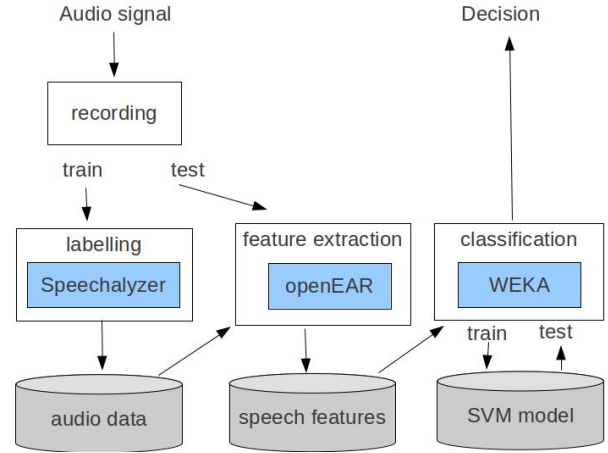 Audio signal
Decision
recording
train
test
labelling
Speechalyzer
feature extraction
openEAR
classification
WEKA
train
test
audio data
speech features
SVM model